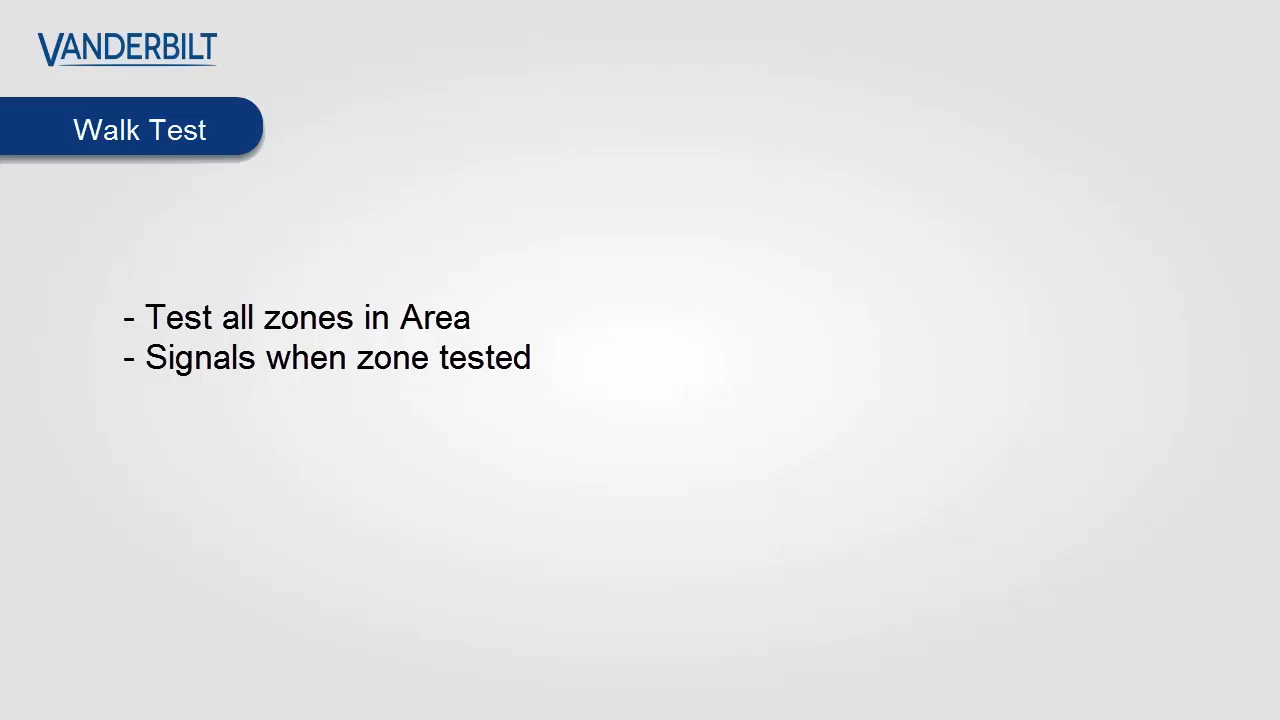 VANDERBILT
Walk Test
- Test all zones in Area
- Signals when zone tested